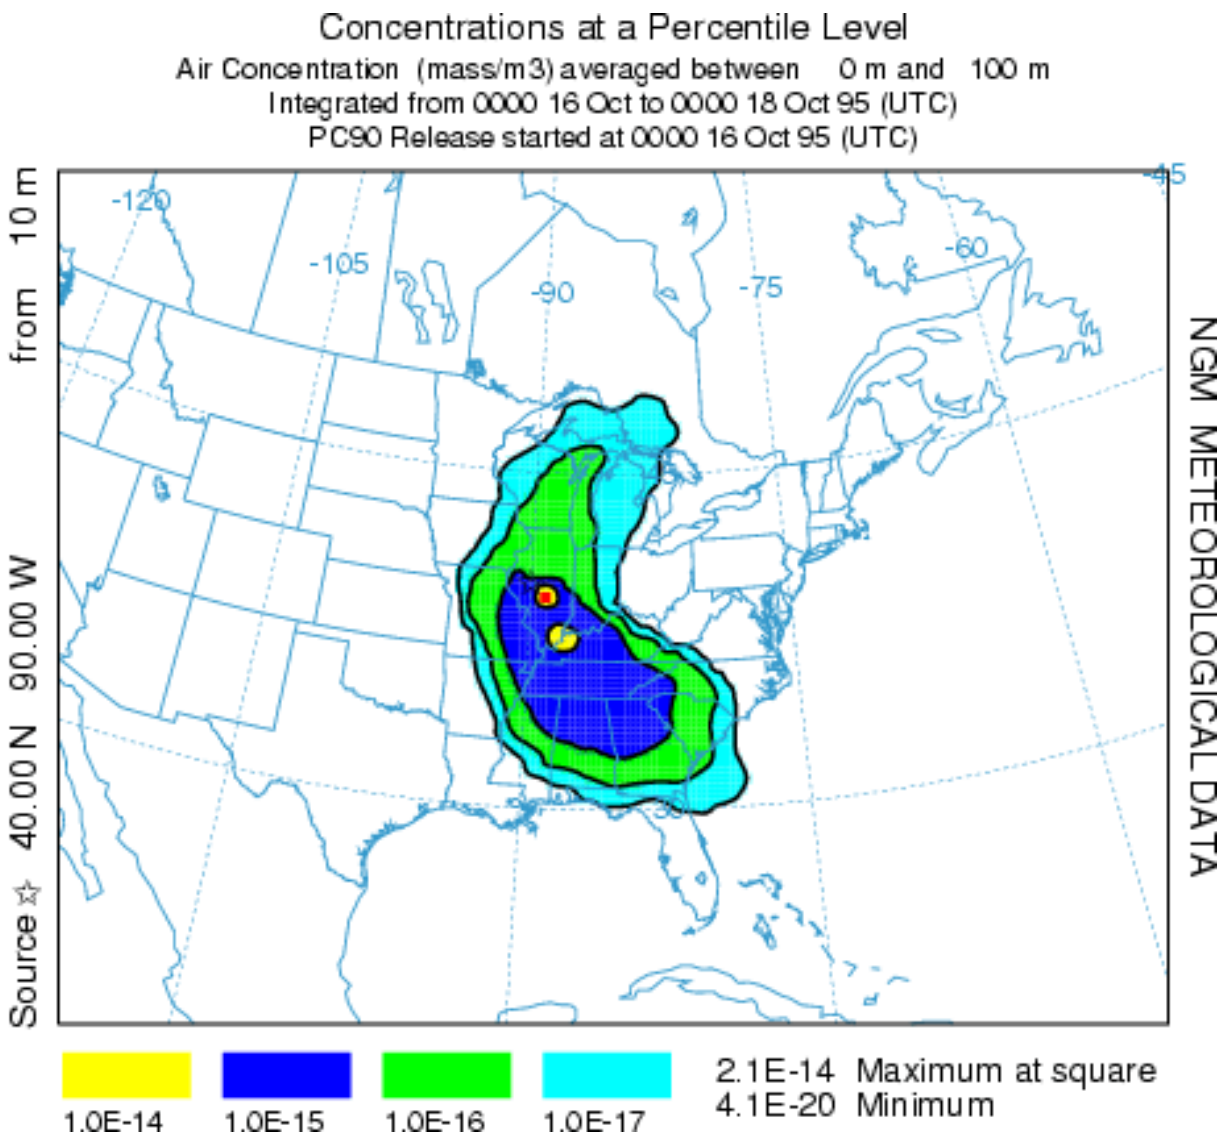 Concentrations at a Percentile Level
Air Concentration (mass/m3) averaged between 0 m and 100 m
Integrated from 0000 16 Oct to 0000 18 Oct 95 (UTC)
PC90 Release started at 0000 16 Oct 95 (UTC)
Source ☆ 40.00 N 90.00 W from 10 m
-120
-105
-90
-75
-60
-45
45
30
NGM METEOROLOGICAL DATA
1.0E-14 1.0E-15 1.0E-16 1.0E-17
2.1E-14 Maximum at square
4.1E-20 Minimum